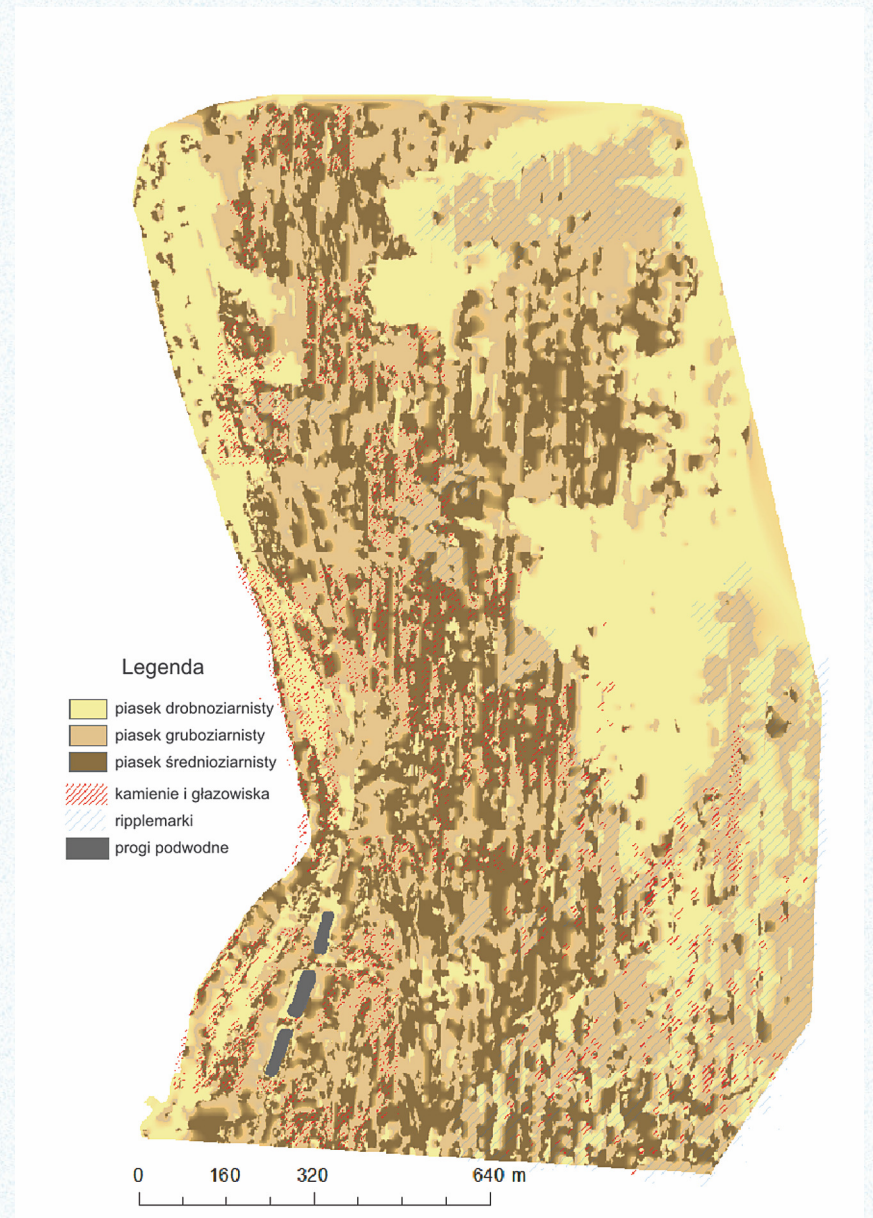 Legenda
piasek drobnoziarnisty
piasek gruboziarnisty
piasek średnioziarnisty
kamienie i głazowiska
ripplemarki
progi podwodne
0 160 320 640 m